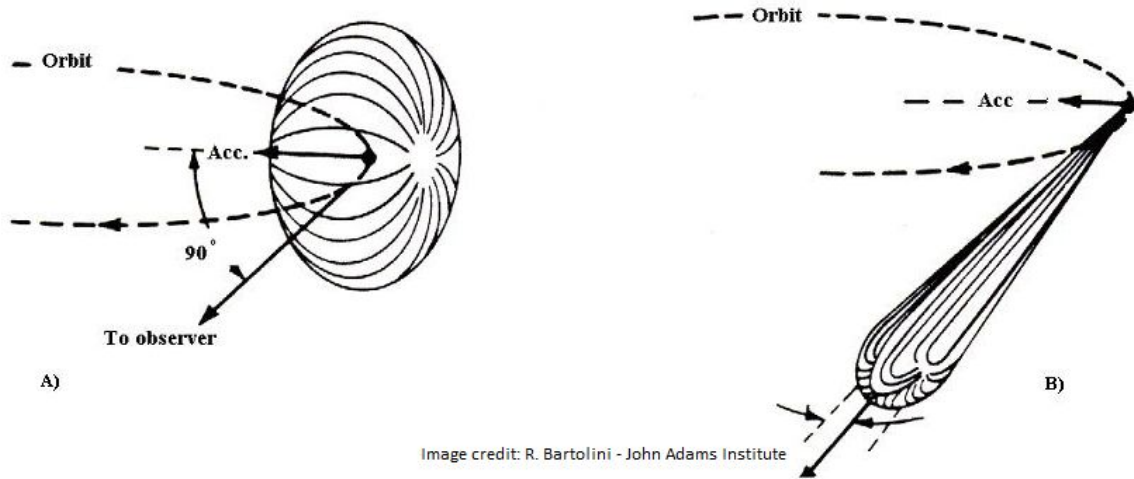 Orbit
Acc.
90°
To observer
A)
Orbit
Acc
B)
Image credit: R. Bartolini - John Adams Institute